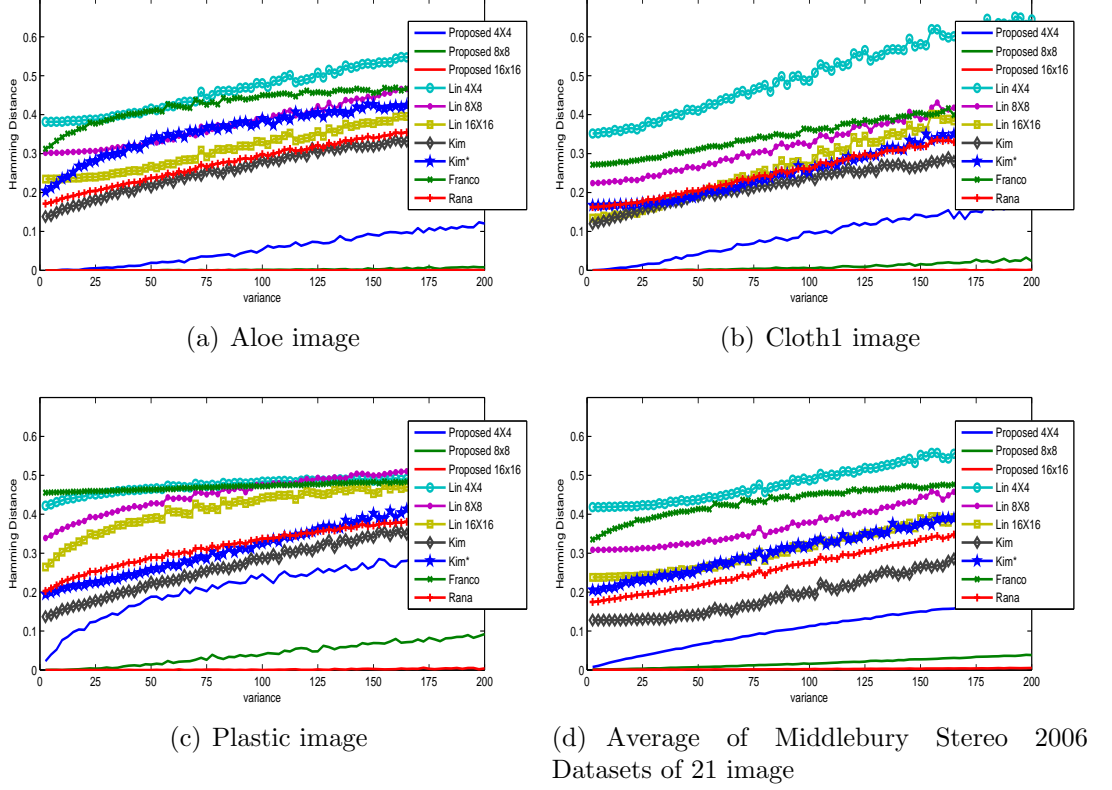 0.6
0.5
0.4
0.3
0.2
0.1
0
Hamming Distance
0 25 50 75 100 125 150 175 200
variance
Proposed 4X4
Proposed 8x8
Proposed 16x16
Lin 4X4
Lin 8X8
Lin 16X16
Kim
Kim*
Franco
Rana
(a) Aloe image
0.6
0.5
0.4
0.3
0.2
0.1
0
Hamming Distance
0 25 50 75 100 125 150 175 200
variance
Proposed 4X4
Proposed 8x8
Proposed 16x16
Lin 4X4
Lin 8X8
Lin 16X16
Kim
Kim*
Franco
Rana
(b) Cloth1 image
0.6
0.5
0.4
0.3
0.2
0.1
0
Hamming Distance
0 25 50 75 100 125 150 175 200
variance
Proposed 4X4
Proposed 8x8
Proposed 16x16
Lin 4X4
Lin 8X8
Lin 16X16
Kim
Kim*
Franco
Rana
(c) Plastic image
0.6
0.5
0.4
0.3
0.2
0.1
0
Hamming Distance
0 25 50 75 100 125 150 175 200
variance
Proposed 4X4
Proposed 8x8
Proposed 16x16
Lin 4X4
Lin 8X8
Lin 16X16
Kim
Kim*
Franco
Rana
(d) Average of Middlebury Stereo 2006
Datasets of 21 image